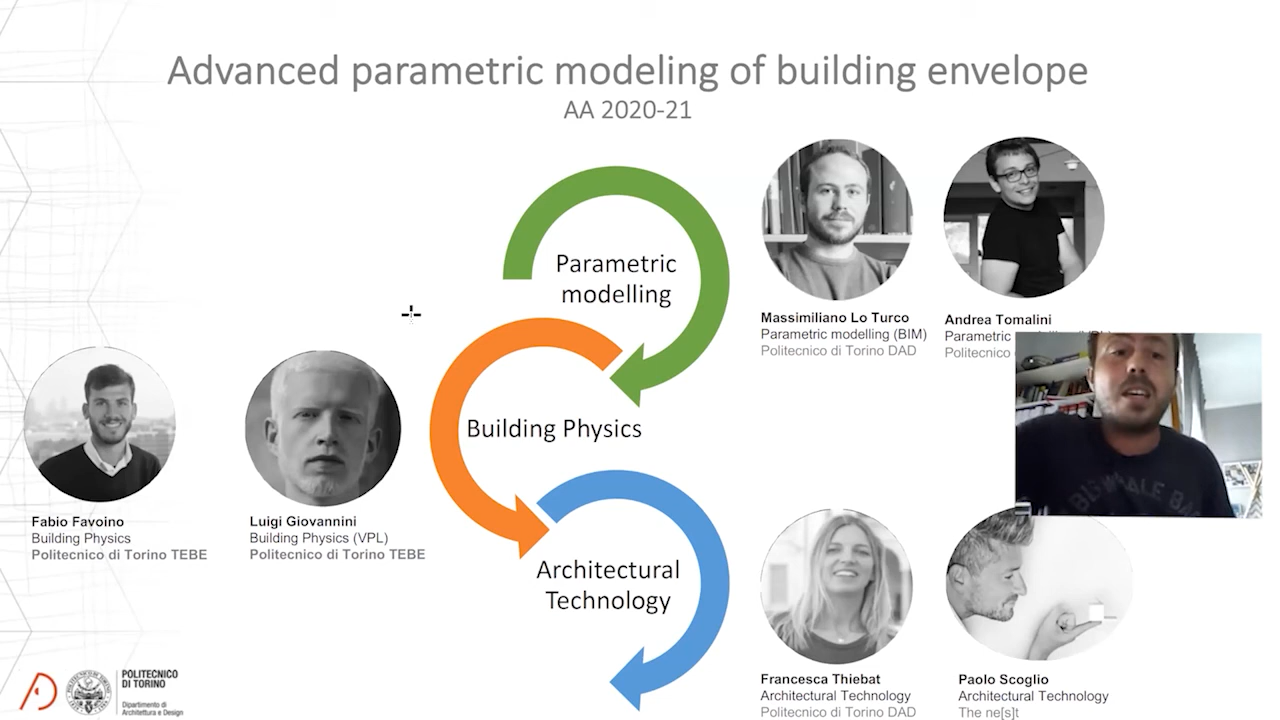 Advanced parametric modeling of building envelope
AA 2020-21
Parametric
modelling
Massimiliano Lo Turco
Parametric modelling (BIM)
Politecnico di Torino DAD
Andrea Tomalini
Parametric
Politecnico
Building Physics
Fabio Favoino
Building Physics
Politecnico di Torino TEBE
Luigi Giovannini
Building Physics (VPL)
Politecnico di Torino TEBE
Architectural
Technology
Francesca Thiebat
Architectural Technology
Politecnico di Torino DAD
Paolo Scoglio
Architectural Technology
The ne[s]t
POLITECNICO
DI TORINO
Dipartimento di
Architettura e Design